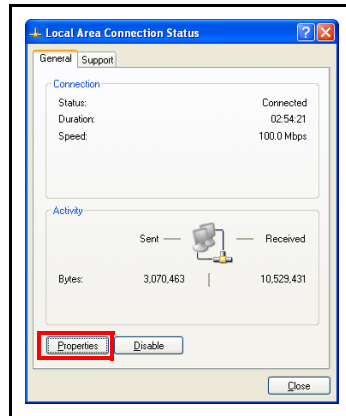 Local Area Connection Status
General Support
Connection
Status: Connected
Duration: 02:54:21
Speed: 100.0 Mbps
Activity
Sent — — Received
Bytes: 3,070,463 | 10,529,431
Properties Disable
Close